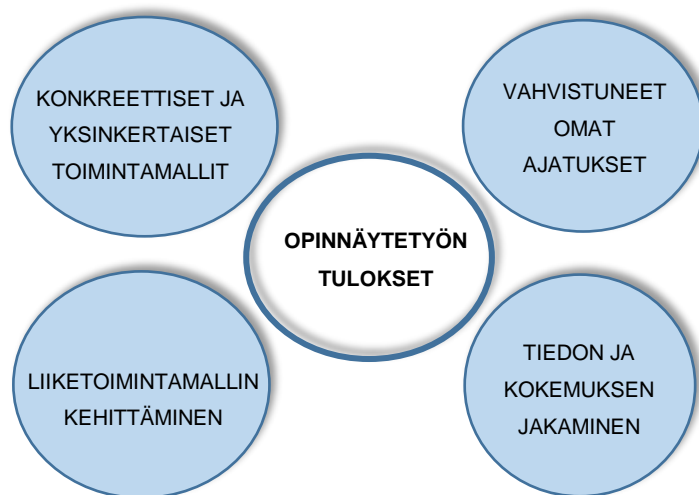 KONKREETTISET JA
YKSINKERTAISET
TOIMINTAMALLIT
VAHVISTUNEET
OMAT
AJATUKSET
OPINNÄYTETYÖN
TULOKSET
LIIKETOIMINTAMALLIN
KEHITTÄMINEN
TIEDON JA
KOKEMUKSEN
JAKAMINEN